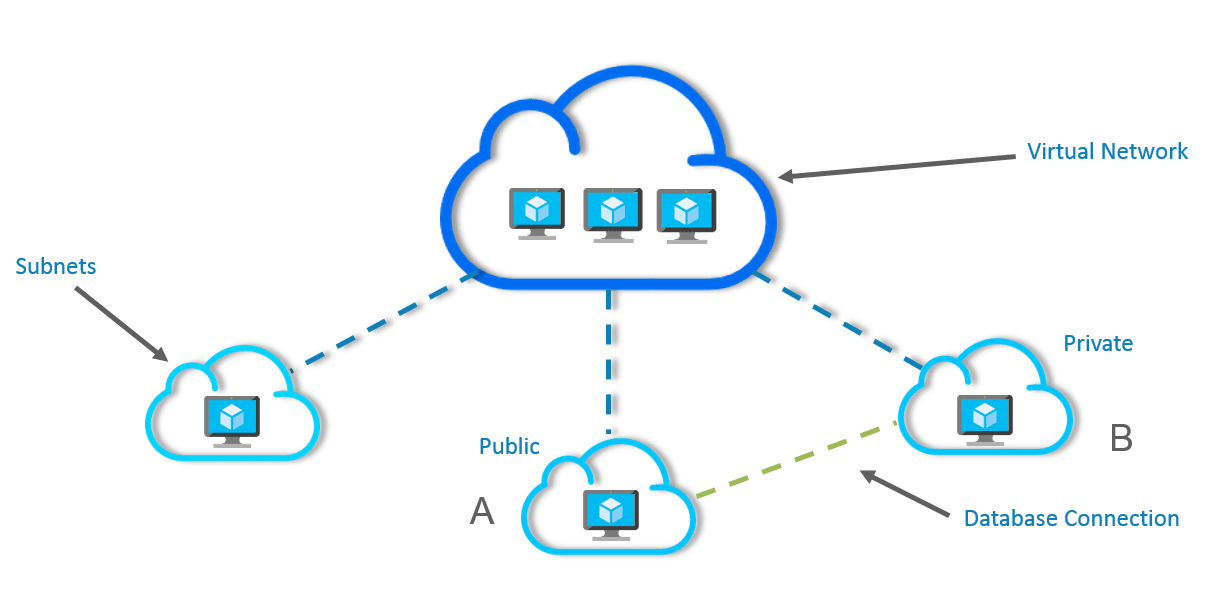 Virtual Network
Subnets
Private
B
Public
A
Database Connection